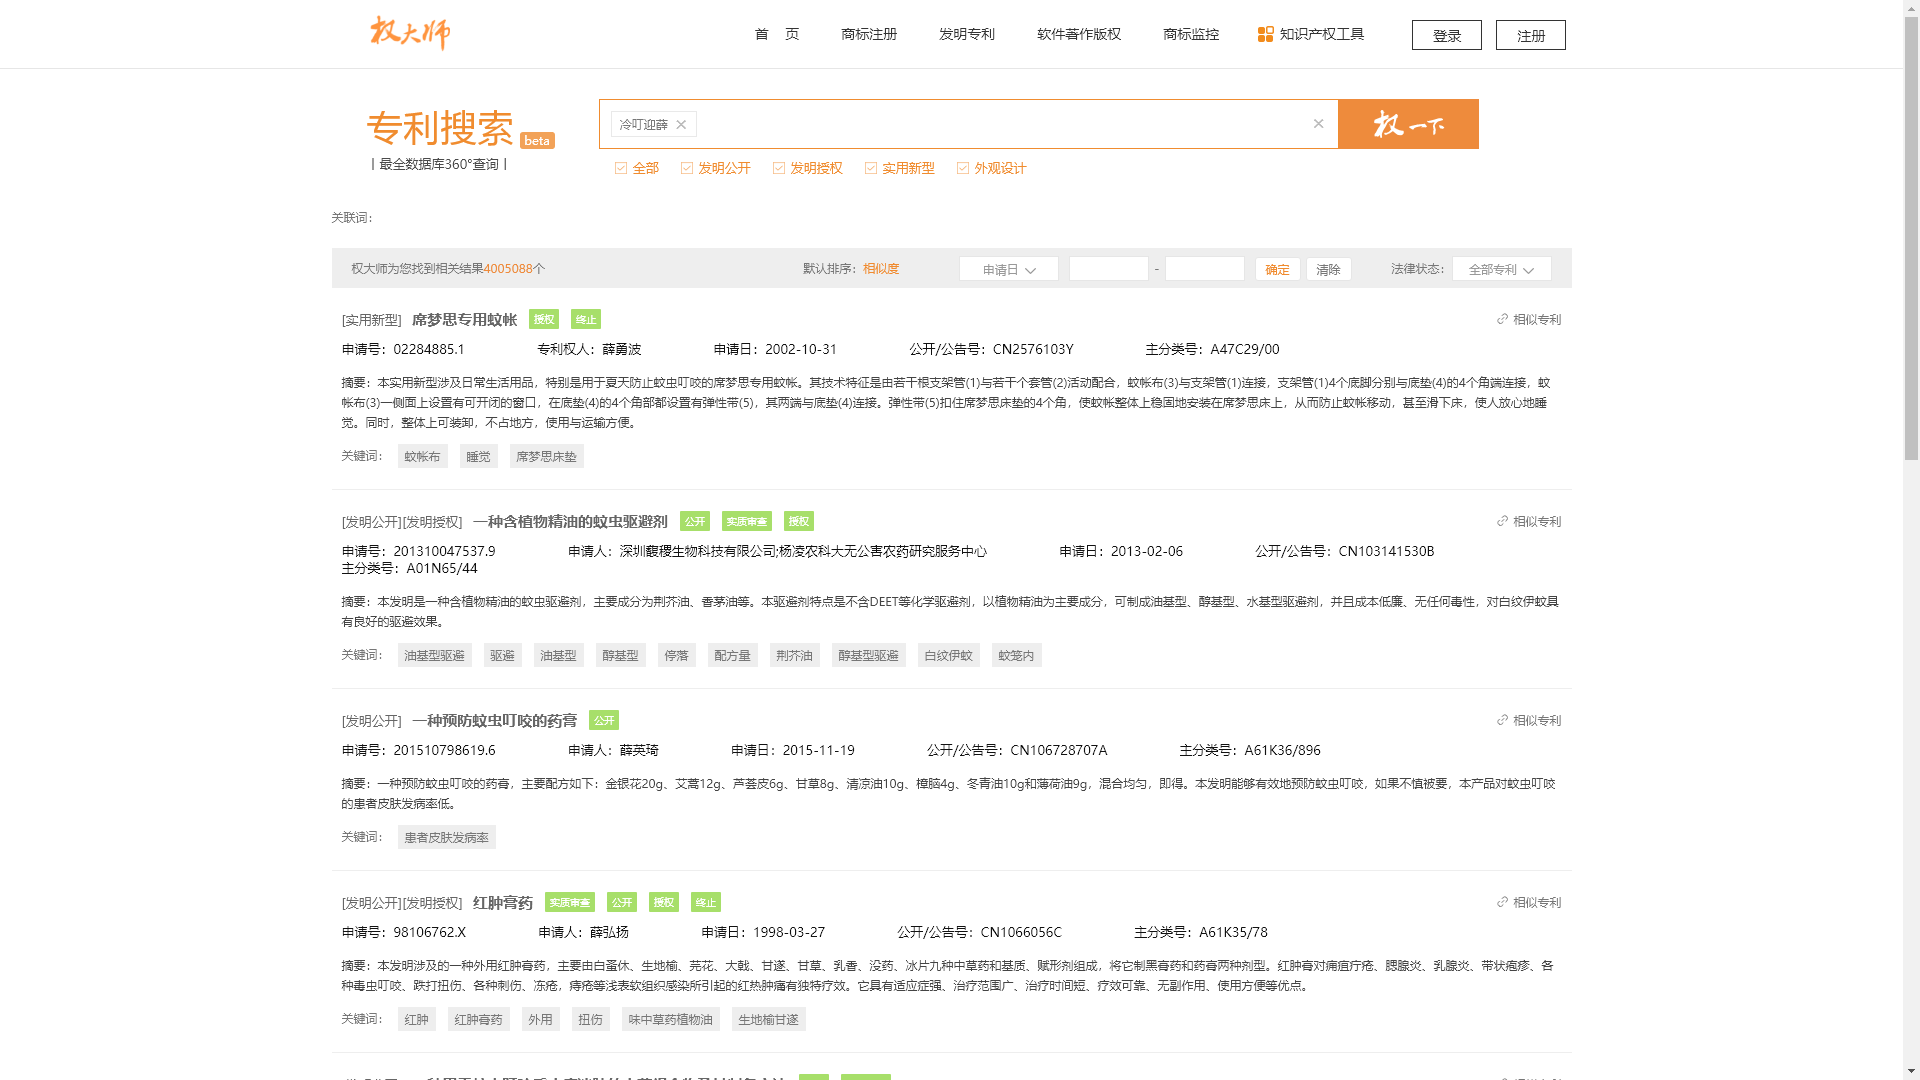 权大师
首 页 商标注册 发明专利 软件著作版权 商标监控 知识产权工具 登录 注册
专利搜索 beta
丨最全数据库360°查询丨
冷叮迎薛
权一下
全部 发明公开 发明授权 实用新型 外观设计
关联词：
权大师为您找到相关结果4005088个 默认排序： 相似度 申请日 - 确定 清除 法律状态： 全部专利
[实用新型] 席梦思专用蚊帐 授权 终止 相似专利
申请号：02284885.1 专利权人：薛勇波 申请日：2002-10-31 公开/公告号：CN2576103Y 主分类号：A47C29/00
摘要：本实用新型涉及日常生活用品，特别是用于夏天防止蚊虫叮咬的席梦思专用蚊帐。其技术特征是由若干根支架管(1)与若干个套管(2)活动配合，蚊帐布(3)与支架管(1)连接，支架管(1)4个底脚分别与底垫(4)的4个角端连接，蚊
帐布(3)一侧面上设置有可开闭的窗口，在底垫(4)的4个角部都设置有弹性带(5)，其两端与底垫(4)连接。弹性带(5)扣住席梦思床垫的4个角，使蚊帐整体上稳固地安装在席梦思床上，从而防止蚊帐移动，甚至滑下床，使人放心地睡
觉。同时，整体上可装卸，不占地方，使用与运输方便。
关键词： 蚊帐布 睡觉 席梦思床垫
[发明公开][发明授权] 一种含植物精油的蚊虫驱避剂 公开 实质审查 授权 相似专利
申请号：201310047537.9 申请人：深圳馥稷生物科技有限公司;杨凌农科大无公害农药研究服务中心 申请日：2013-02-06 公开/公告号：CN103141530B
主分类号：A01N65/44
摘要：本发明是一种含植物精油的蚊虫驱避剂，主要成分为荆芥油、香茅油等。本驱避剂特点是不含DEET等化学驱避剂，以植物精油为主要成分，可制成油基型、醇基型、水基型驱避剂，并且成本低廉、无任何毒性，对白纹伊蚊具
有良好的驱避效果。
关键词： 油基型驱避 驱避 油基型 醇基型 停落 配方量 荆芥油 醇基型驱避 白纹伊蚊 蚊笼内
[发明公开] 一种预防蚊虫叮咬的药膏 公开 相似专利
申请号：201510798619.6 申请人：薛英琦 申请日：2015-11-19 公开/公告号：CN106728707A 主分类号：A61K36/896
摘要：一种预防蚊虫叮咬的药膏，主要配方如下：金银花20g、艾蒿12g、芦荟皮6g、甘草8g、清凉油10g、樟脑4g、冬青油10g和薄荷油9g，混合均匀，即得。本发明能够有效地预防蚊虫叮咬，如果不慎被要，本产品对蚊虫叮咬
的患者皮肤发病率低。
关键词： 患者皮肤发病率
[发明公开][发明授权] 红肿膏药 实质审查 公开 授权 终止 相似专利
申请号：98106762.X 申请人：薛弘扬 申请日：1998-03-27 公开/公告号：CN1066056C 主分类号：A61K35/78
摘要：本发明涉及的一种外用红肿膏药，主要由白蚤休、生地榆、芫花、大戟、甘遂、甘草、乳香、没药、冰片九种中草药和基质、赋形剂组成，将它制黑膏药和药膏两种剂型。红肿膏对痈疽疔疮、腮腺炎、乳腺炎、带状疱疹、各
种毒虫叮咬、跌打扭伤、各种刺伤、冻疮，痔疮等浅表软组织感染所引起的红热肿痛有独特疗效。它具有适应症强、治疗范围广、治疗时间短、疗效可靠、无副作用、使用方便等优点。
关键词： 红肿 红肿膏药 外用 扭伤 味中草药植物油 生地榆甘遂